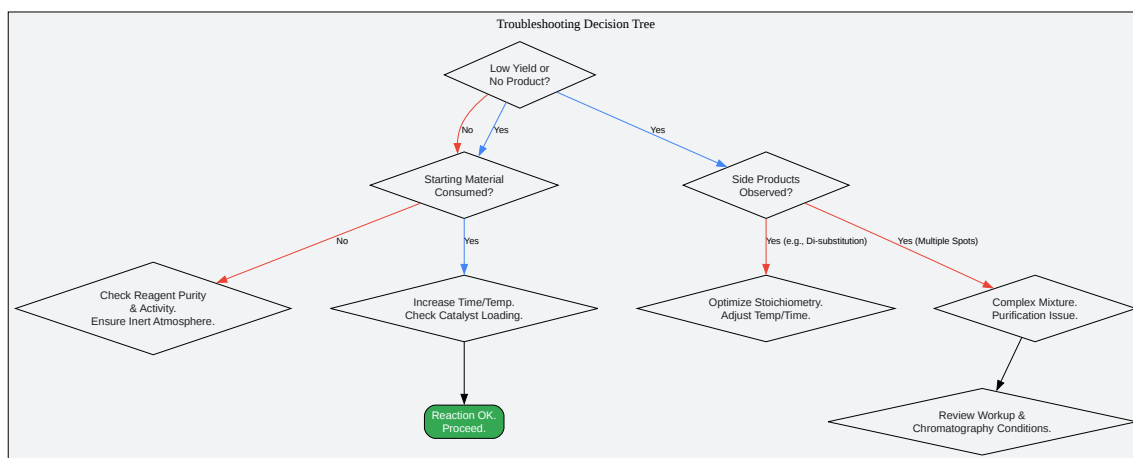 Troubleshooting Decision Tree
Low Yield or
No Product?
No
Yes
Yes
Starting Material
Consumed?
Side Products
Observed?
No
Yes
Yes (e.g., Di-substitution)
Yes (Multiple Spots)
Check Reagent Purity
& Activity.
Ensure Inert Atmosphere.
Increase Time/Temp.
Check Catalyst Loading.
Optimize Stoichiometry.
Adjust Temp/Time.
Complex Mixture.
Purification Issue.
Reaction OK.
Proceed.
Review Workup &
Chromatography Conditions.